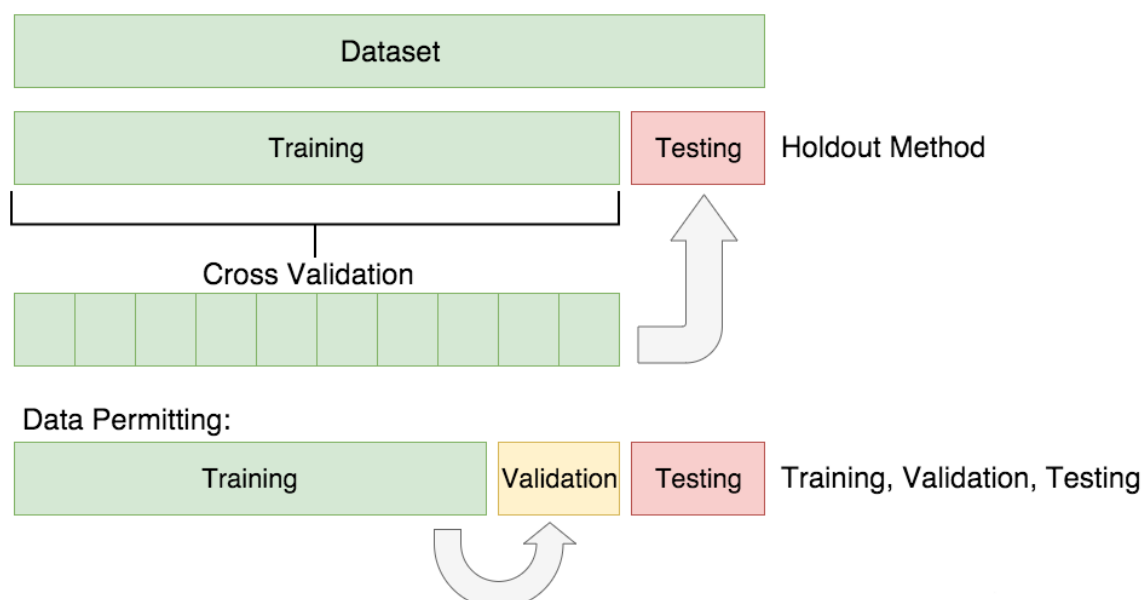 Dataset
Training Testing Holdout Method
Cross Validation
Data Permitting:
Training Validation Testing Training, Validation, Testing